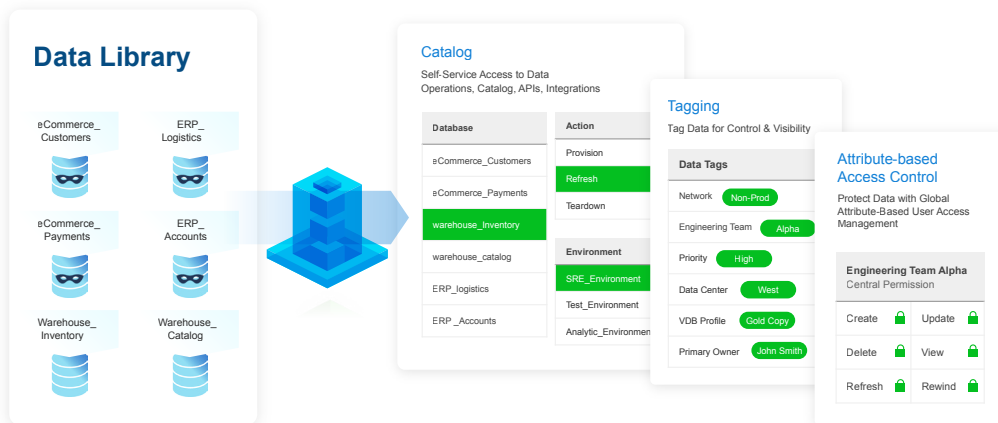 Data Library
eCommerce_
Customers
ERP_
Logistics
eCommerce_
Payments
ERP_
Accounts
Warehouse_
Inventory
Warehouse_
Catalog
Catalog
Self-Service Access to Data
Operations, Catalog, APIs, Integrations
Database
eCommerce_Customers
eCommerce_Payments
warehouse_Inventory
warehouse_catalog
ERP_logistics
ERP _Accounts
Action
Provision
Refresh
Teardown
Environment
SRE_Environment
Test_Environment
Analytic_Environmen
Tagging
Tag Data for Control & Visibility
Data Tags
Network Non-Prod
Engineering Team Alpha
Priority High
Data Center West
VDB Profile Gold Copy
Primary Owner John Smith
Attribute-based
Access Control
Protect Data with Global
Attribute-Based User Access
Management
Engineering Team Alpha
Central Permission
Create Update
Delete View
Refresh Rewind